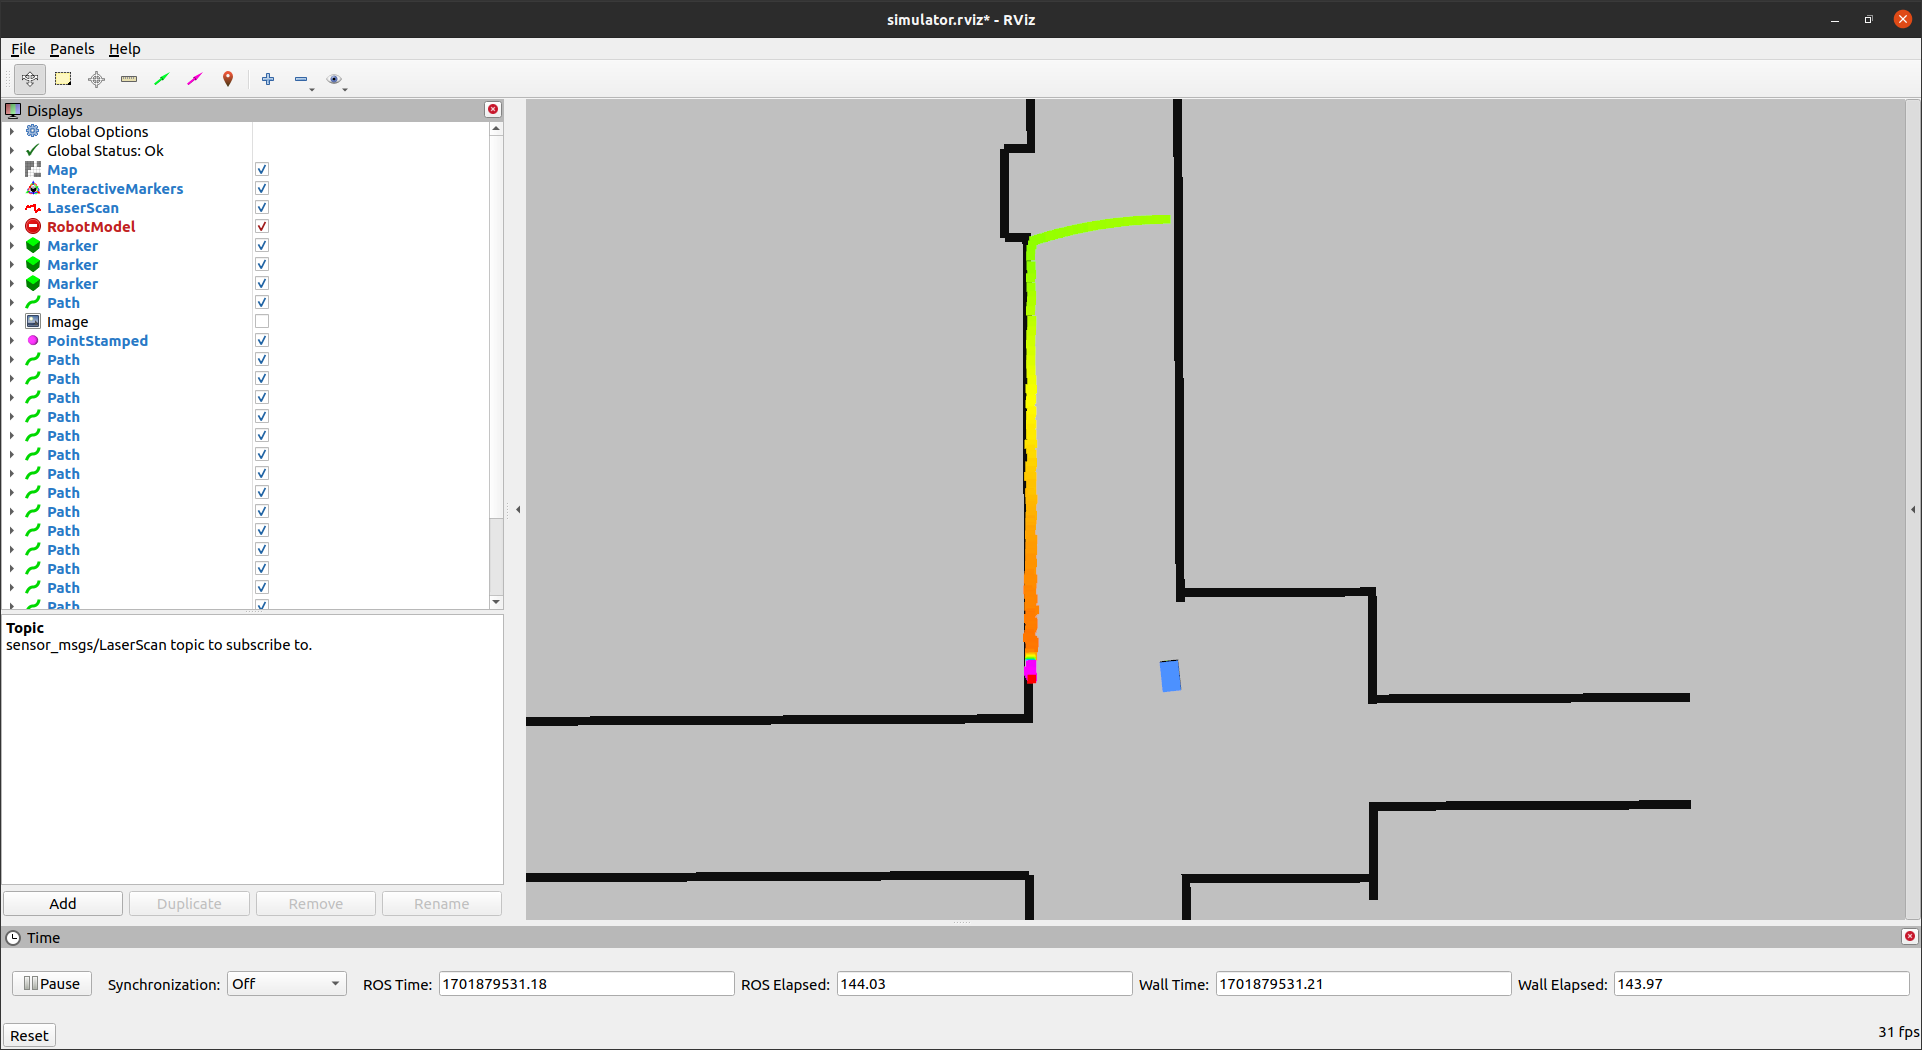 simulator.rviz* - RViz
File Panels Help
Displays
Global Options
Global Status: Ok
Map
InteractiveMarkers
LaserScan
RobotModel
Marker
Marker
Marker
Path
Image
PointStamped
Path
Path
Path
Path
Path
Path
Path
Path
Path
Path
Path
Path
Path
Path
Topic
sensor_msgs/LaserScan topic to subscribe to.
Add Duplicate Remove Rename
Time
Pause Synchronization: Off ROS Time: 1701879531.18 ROS Elapsed: 144.03 Wall Time: 1701879531.21 Wall Elapsed: 143.97
Reset 31 fps